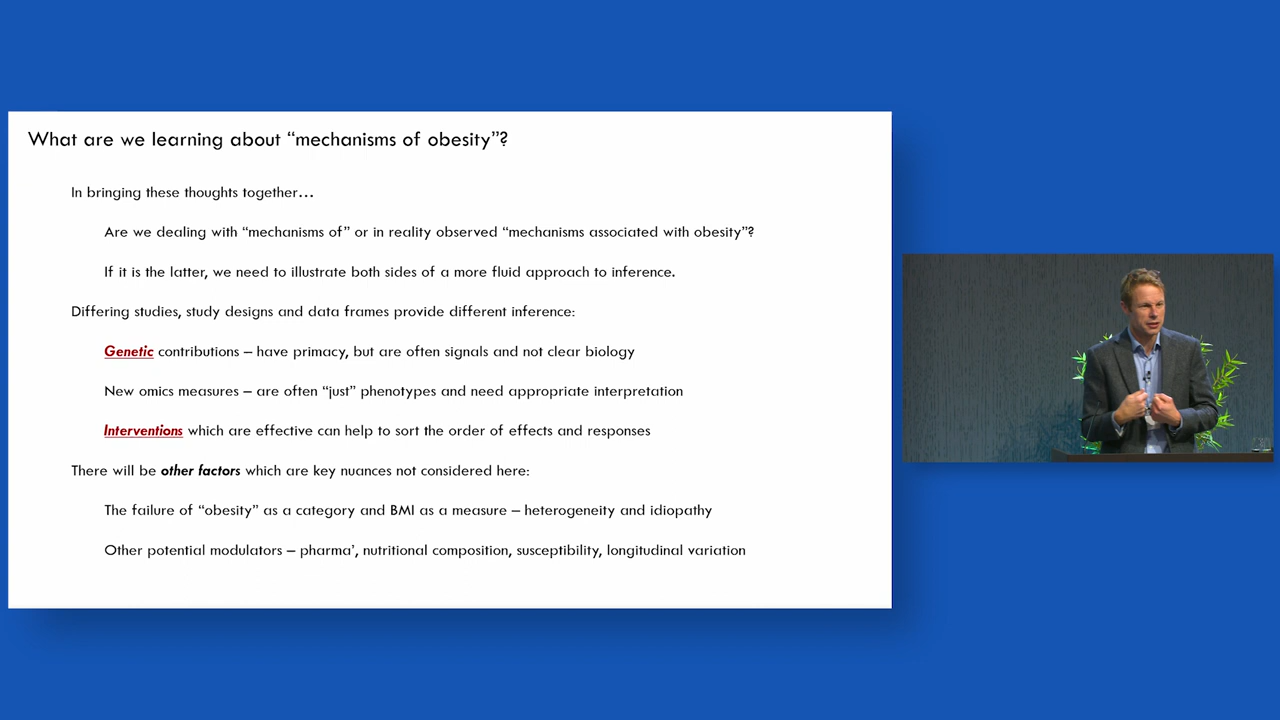 What are we learning about “mechanisms of obesity”?
In bringing these thoughts together…
Are we dealing with “mechanisms of” or in reality observed “mechanisms associated with obesity”?
If it is the latter, we need to illustrate both sides of a more fluid approach to inference.
Differing studies, study designs and data frames provide different inference:
Genetic contributions – have primacy, but are often signals and not clear biology
New omics measures – are often “just” phenotypes and need appropriate interpretation
Interventions which are effective can help to sort the order of effects and responses
There will be other factors which are key nuances not considered here:
The failure of “obesity” as a category and BMI as a measure – heterogeneity and idiopathy
Other potential modulators – pharma’, nutritional composition, susceptibility, longitudinal variation